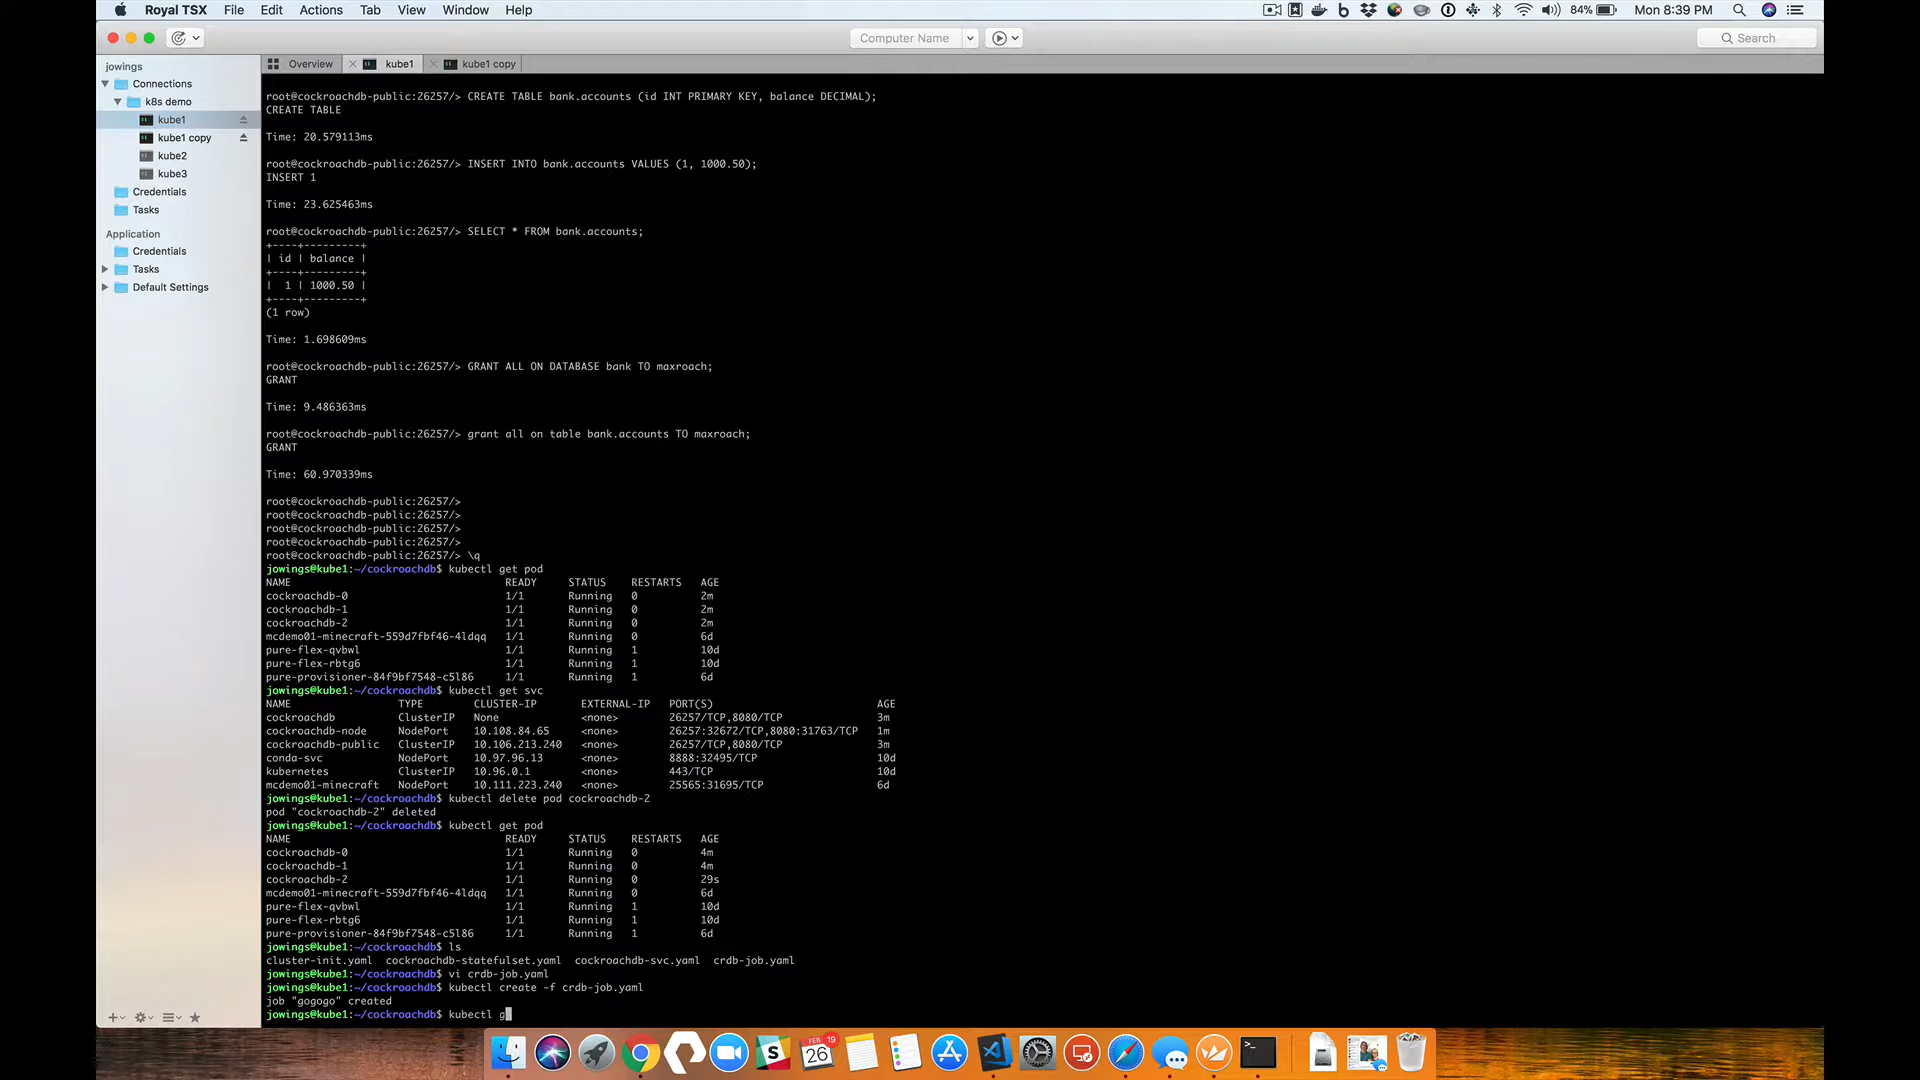 Royal TSX File Edit Actions Tab View Window Help 84% Mon 8:39 PM
Computer Name Search
jowings
Connections
k8s demo
kube1
kube1 copy
kube2
kube3
Credentials
Tasks
Application
Credentials
Tasks
Default Settings
Overview kube1 kube1 copy
root@cockroachdb-public:26257/> CREATE TABLE bank.accounts (id INT PRIMARY KEY, balance DECIMAL);
CREATE TABLE
Time: 20.579113ms
root@cockroachdb-public:26257/> INSERT INTO bank.accounts VALUES (1, 1000.50);
INSERT 1
Time: 23.625463ms
root@cockroachdb-public:26257/> SELECT * FROM bank.accounts;
+----+---------+
| id | balance |
+----+---------+
| 1 | 1000.50 |
+----+---------+
(1 row)
Time: 1.698609ms
root@cockroachdb-public:26257/> GRANT ALL ON DATABASE bank TO maxroach;
GRANT
Time: 9.486363ms
root@cockroachdb-public:26257/> grant all on table bank.accounts TO maxroach;
GRANT
Time: 60.970339ms
root@cockroachdb-public:26257/>
root@cockroachdb-public:26257/>
root@cockroachdb-public:26257/>
root@cockroachdb-public:26257/>
root@cockroachdb-public:26257/> \q
jowings@kube1:~/cockroachdb$ kubectl get pod
NAME READY STATUS RESTARTS AGE
cockroachdb-0 1/1 Running 0 2m
cockroachdb-1 1/1 Running 0 2m
cockroachdb-2 1/1 Running 0 2m
mcdemo01-minecraft-559d7fbf46-4ldqq 1/1 Running 0 6d
pure-flex-qvbwl 1/1 Running 1 10d
pure-flex-rbtg6 1/1 Running 1 10d
pure-provisioner-84f9bf7548-c5l86 1/1 Running 1 6d
jowings@kube1:~/cockroachdb$ kubectl get svc
NAME TYPE CLUSTER-IP EXTERNAL-IP PORT(S) AGE
cockroachdb ClusterIP None <none> 26257/TCP,8080/TCP 3m
cockroachdb-node NodePort 10.108.84.65 <none> 26257:32672/TCP,8080:31763/TCP 1m
cockroachdb-public ClusterIP 10.106.213.240 <none> 26257/TCP,8080/TCP 3m
conda-svc NodePort 10.97.96.13 <none> 8888:32495/TCP 10d
kubernetes ClusterIP 10.96.0.1 <none> 443/TCP 10d
mcdemo01-minecraft NodePort 10.111.223.240 <none> 25565:31695/TCP 6d
jowings@kube1:~/cockroachdb$ kubectl delete pod cockroachdb-2
pod "cockroachdb-2" deleted
jowings@kube1:~/cockroachdb$ kubectl get pod
NAME READY STATUS RESTARTS AGE
cockroachdb-0 1/1 Running 0 4m
cockroachdb-1 1/1 Running 0 4m
cockroachdb-2 1/1 Running 0 29s
mcdemo01-minecraft-559d7fbf46-4ldqq 1/1 Running 0 6d
pure-flex-qvbwl 1/1 Running 1 10d
pure-flex-rbtg6 1/1 Running 1 10d
pure-provisioner-84f9bf7548-c5l86 1/1 Running 1 6d
jowings@kube1:~/cockroachdb$ ls
cluster-init.yaml cockroachdb-statefulset.yaml cockroachdb-svc.yaml crdb-job.yaml
jowings@kube1:~/cockroachdb$ vi crdb-job.yaml
jowings@kube1:~/cockroachdb$ kubectl create -f crdb-job.yaml
job "gogogo" created
jowings@kube1:~/cockroachdb$ kubectl g
FEB 19
26